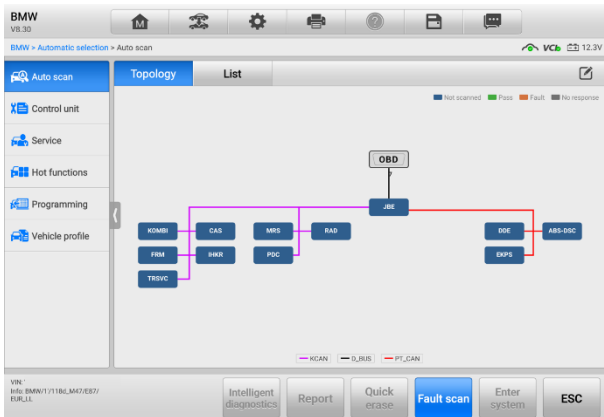 BMW
V8.30
M
?
BMW > Automatic selection > Auto scan
VCI
12.3V
Auto scan
Control unit
Service
Hot functions
Programming
Vehicle profile
Topology
List
Not scanned
Pass
Fault
No response
OBD
JBE
KOMBI
CAS
MRS
RAD
DDE
ABS-DSC
FRM
IHKR
PDC
EKPS
TRSVC
KCAN
D_BUS
PT_CAN
VIN:'
Info: BMW/1'/118d_M47/E87/
EUR_LL
Intelligent
diagnostics
Report
Quick
erase
Fault scan
Enter
system
ESC